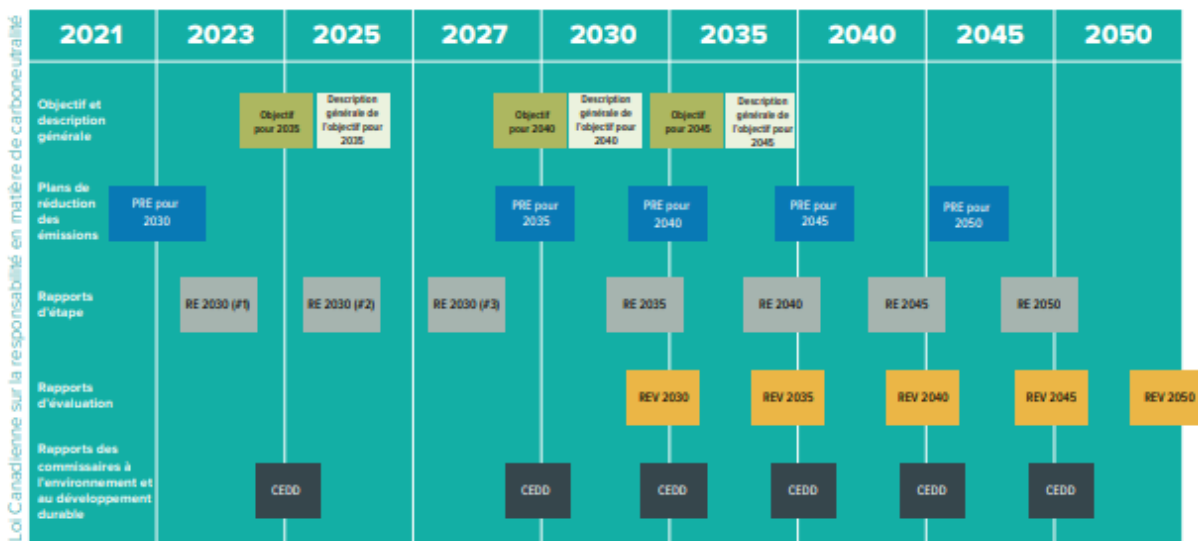 Loi Canadienne sur la responsabilité en matière de carboneutralité
2021 2023 2025 2027 2030 2035 2040 2045 2050
Objectif et
description
générale
Objectif
pour 2035
Description
générale de
l'objectif pour
2035
Objectif
pour 2040
Description
générale de
l'objectif pour
2040
Objectif
pour 2045
Description
générale de
l'objectif pour
2045
Plans de
réduction
des
émissions
PRE pour
2030
PRE pour
2035
PRE pour
2040
PRE pour
2045
PRE pour
2050
Rapports
d'étape
RE 2030 (#1)
RE 2030 (#2)
RE 2030 (#3)
RE 2035
RE 2040
RE 2045
RE 2050
Rapports
d'évaluation
REV 2030
REV 2035
REV 2040
REV 2045
REV 2050
Rapports des
commissaires à
l'environnement et
au développement
durable
CEDD
CEDD
CEDD
CEDD
CEDD
CEDD